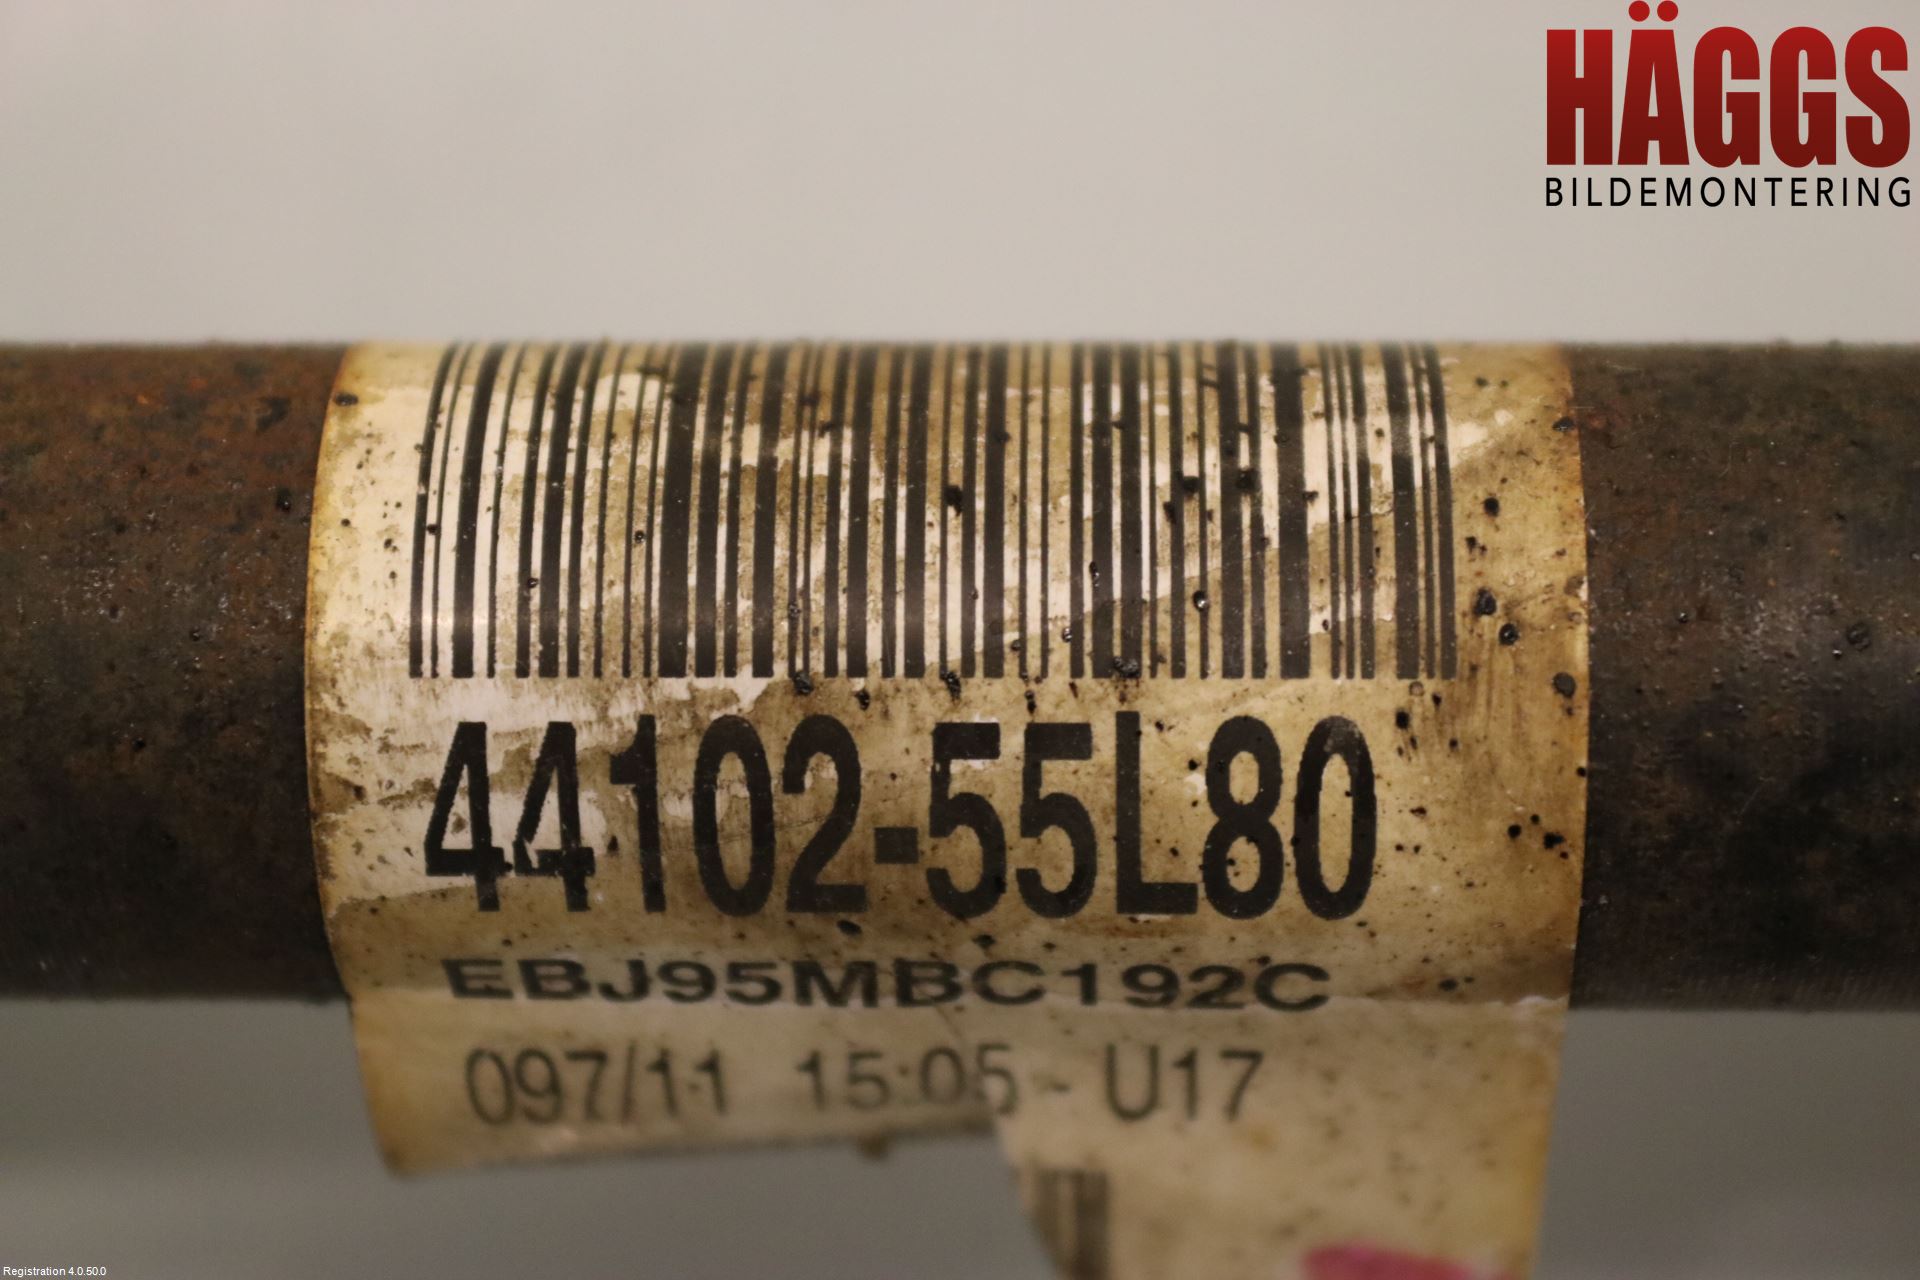 HÄGGS
BILDEMONTERING
44102-55L80
EBJ95MBC192C
097/11 15:05 - U17
Registration 4.0.50.0